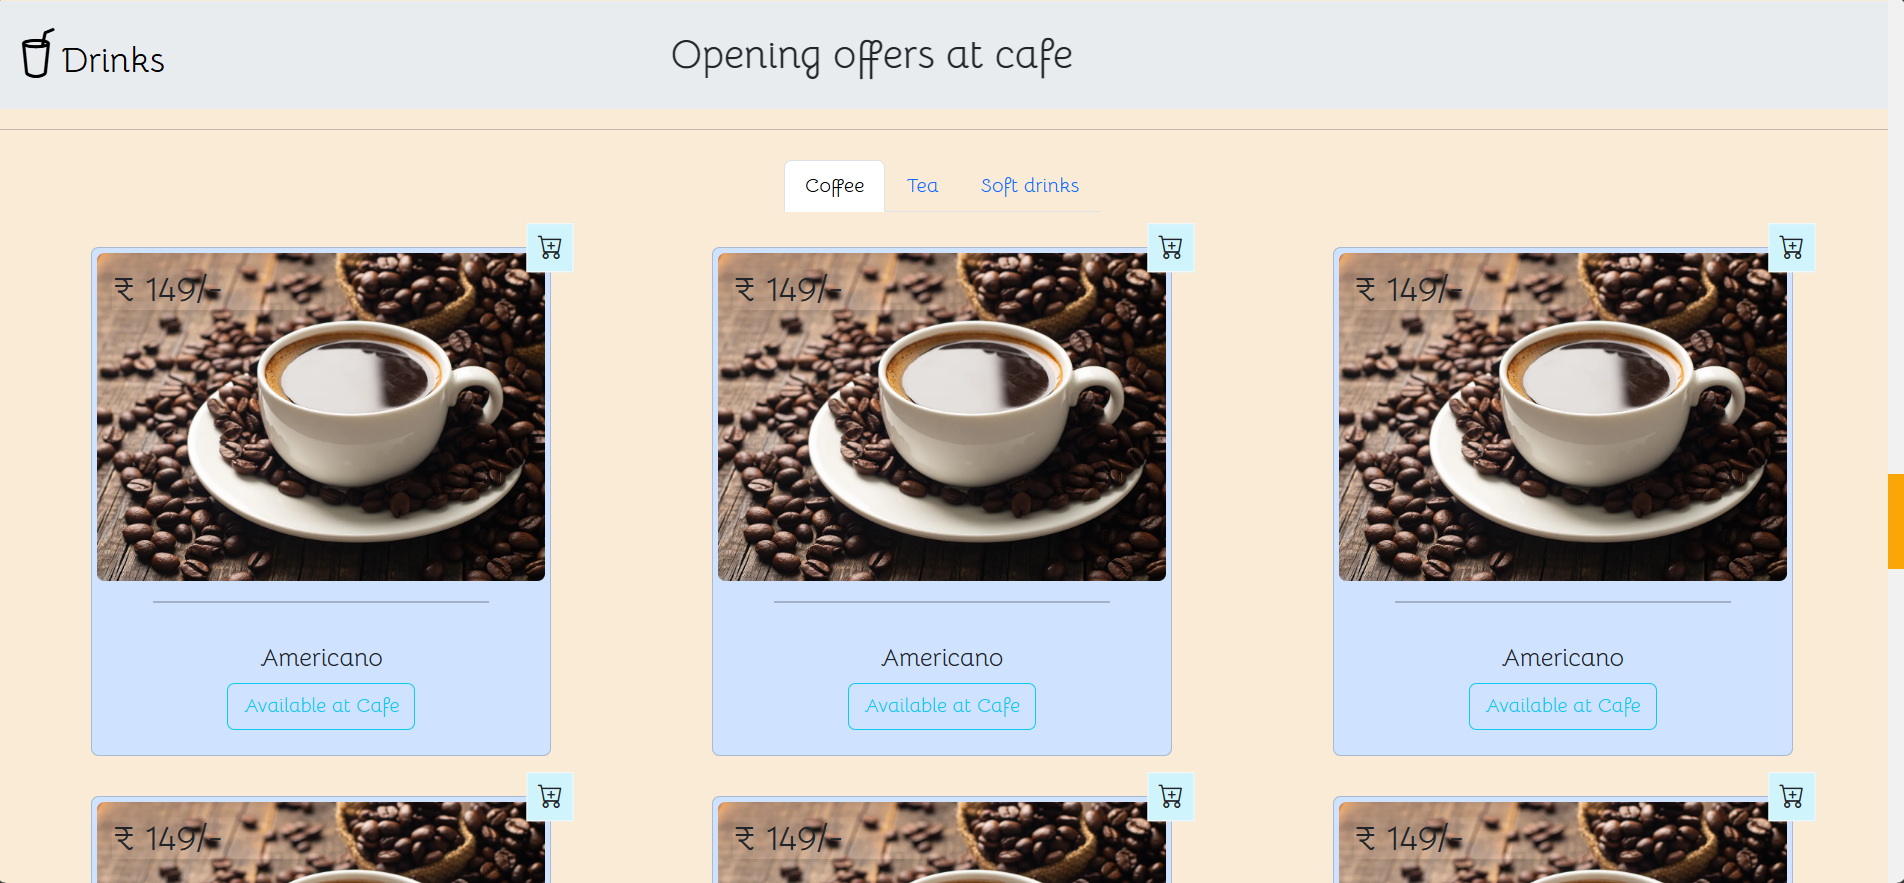 Drinks
Opening offers at cafe
Coffee Tea Soft drinks
₹ 149/- ₹ 149/- ₹ 149/-
Americano Americano Americano
Available at Cafe Available at Cafe Available at Cafe
₹ 149/- ₹ 149/- ₹ 149/-